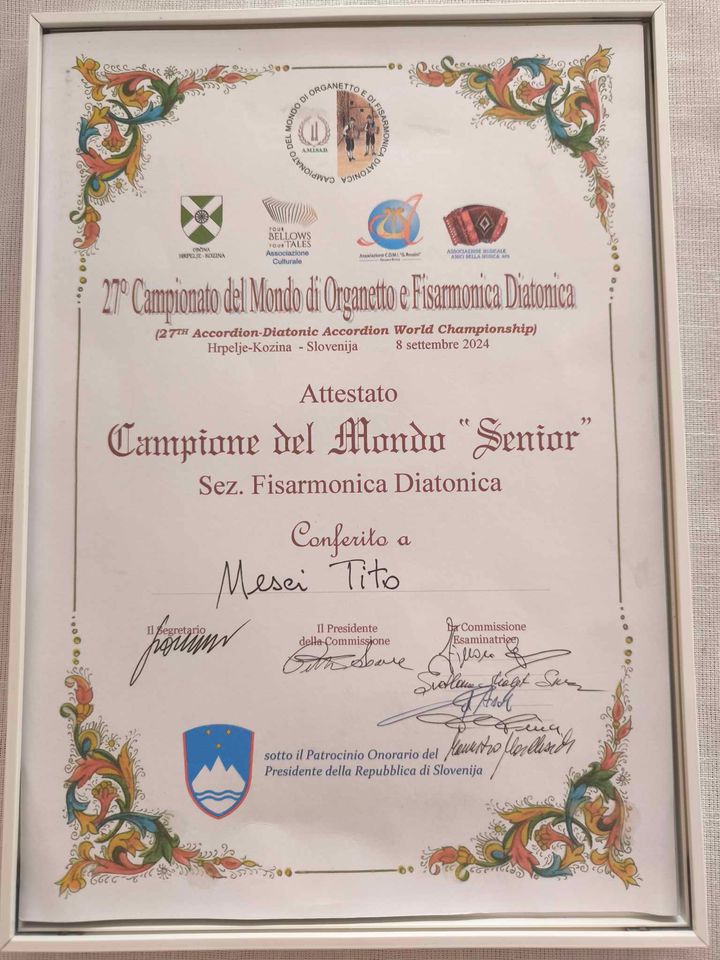 CAMPIONATO DEL MONDO DI ORGANETTO E DI FISARMONICA DIATONICA
A.M.I.S.A.D.
OBČINA
HRPELJE-KOZINA
YOUR
BELLOWS
YOUR TALES
Associazione
Culturale
Associazione C.D.M.I. "G. Rossini"
ASSOCIAZIONE MUSICALE
AMICI DELLA MUSICA APS
27° Campionato del Mondo di Organetto e Fisarmonica Diatonica
(27TH Accordion-Diatonic Accordion World Championship)
Hrpelje-Kozina - Slovenija 8 settembre 2024
Attestato
Campione del Mondo "Senior"
Sez. Fisarmonica Diatonica
Conferito a
Mesci Tito
Il Segretario
Il Presidente
della Commissione
La Commissione
Esaminatrice
sotto il Patrocinio Onorario del
Presidente della Repubblica di Slovenija